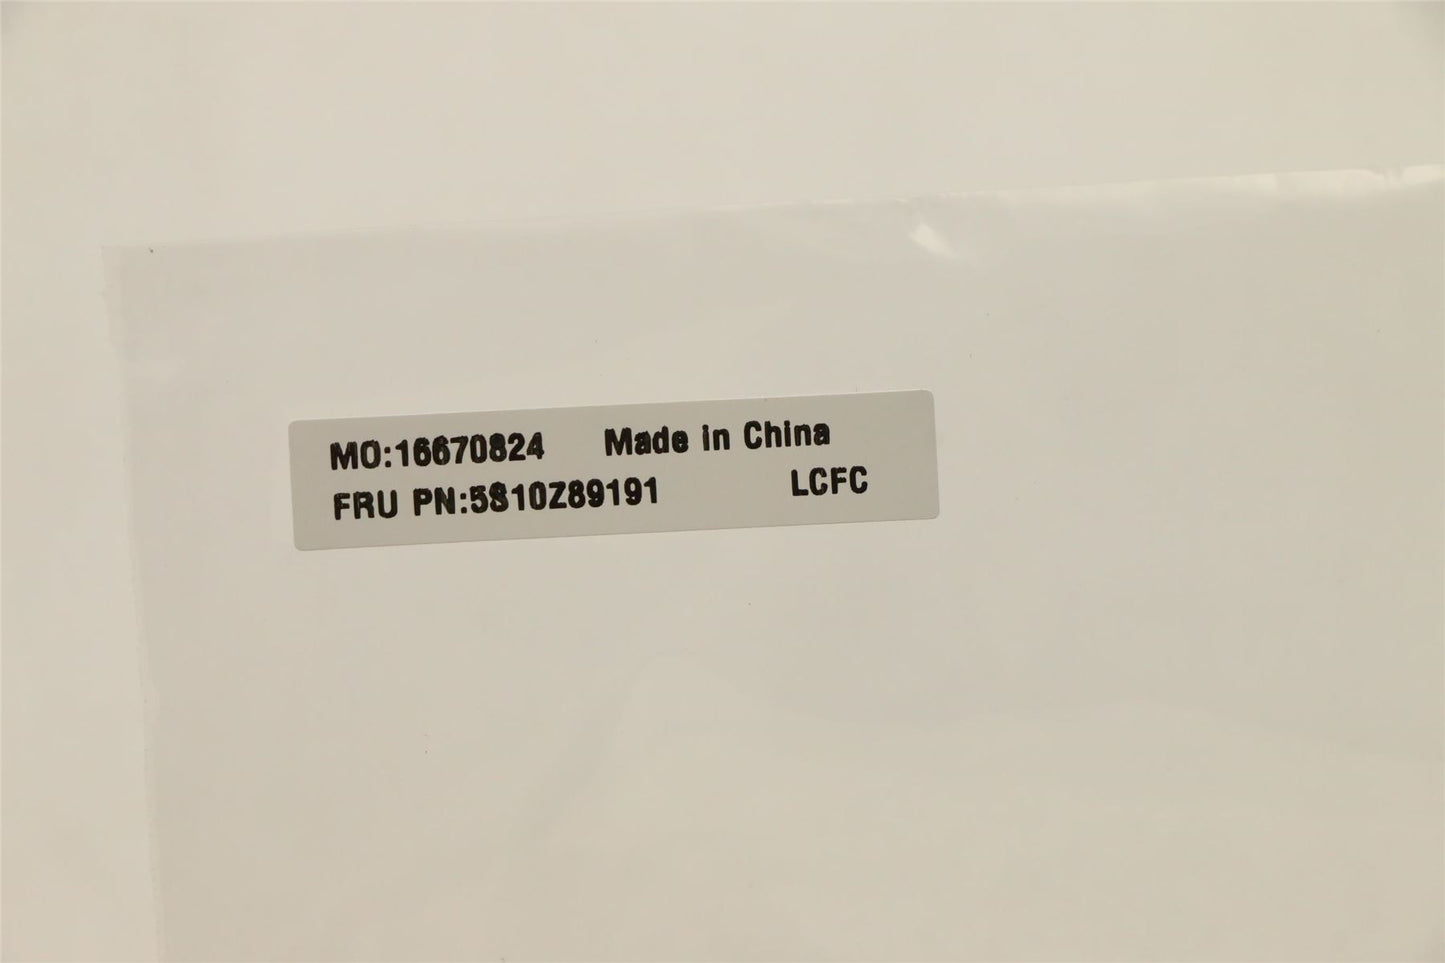 MO:16670824 Made in China
FRU PN:5S10Z89191 LCFC